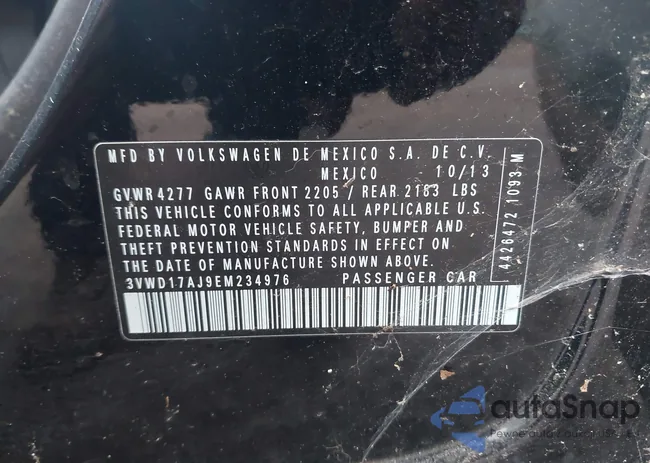 MFD BY VOLKSWAGEN DE MEXICO S.A. DE C.V.
MEXICO 10/13
GVWR 4277 GAWR FRONT 2205 / REAR 2183 LBS
THIS VEHICLE CONFORMS TO ALL APPLICABLE U.S.
FEDERAL MOTOR VEHICLE SAFETY, BUMPER AND
THEFT PREVENTION STANDARDS IN EFFECT ON
THE DATE OF MANUFACTURE SHOWN ABOVE
3VWD17AJ9EM234976 PASSENGER CAR
4426472 1093 M
autoSnap